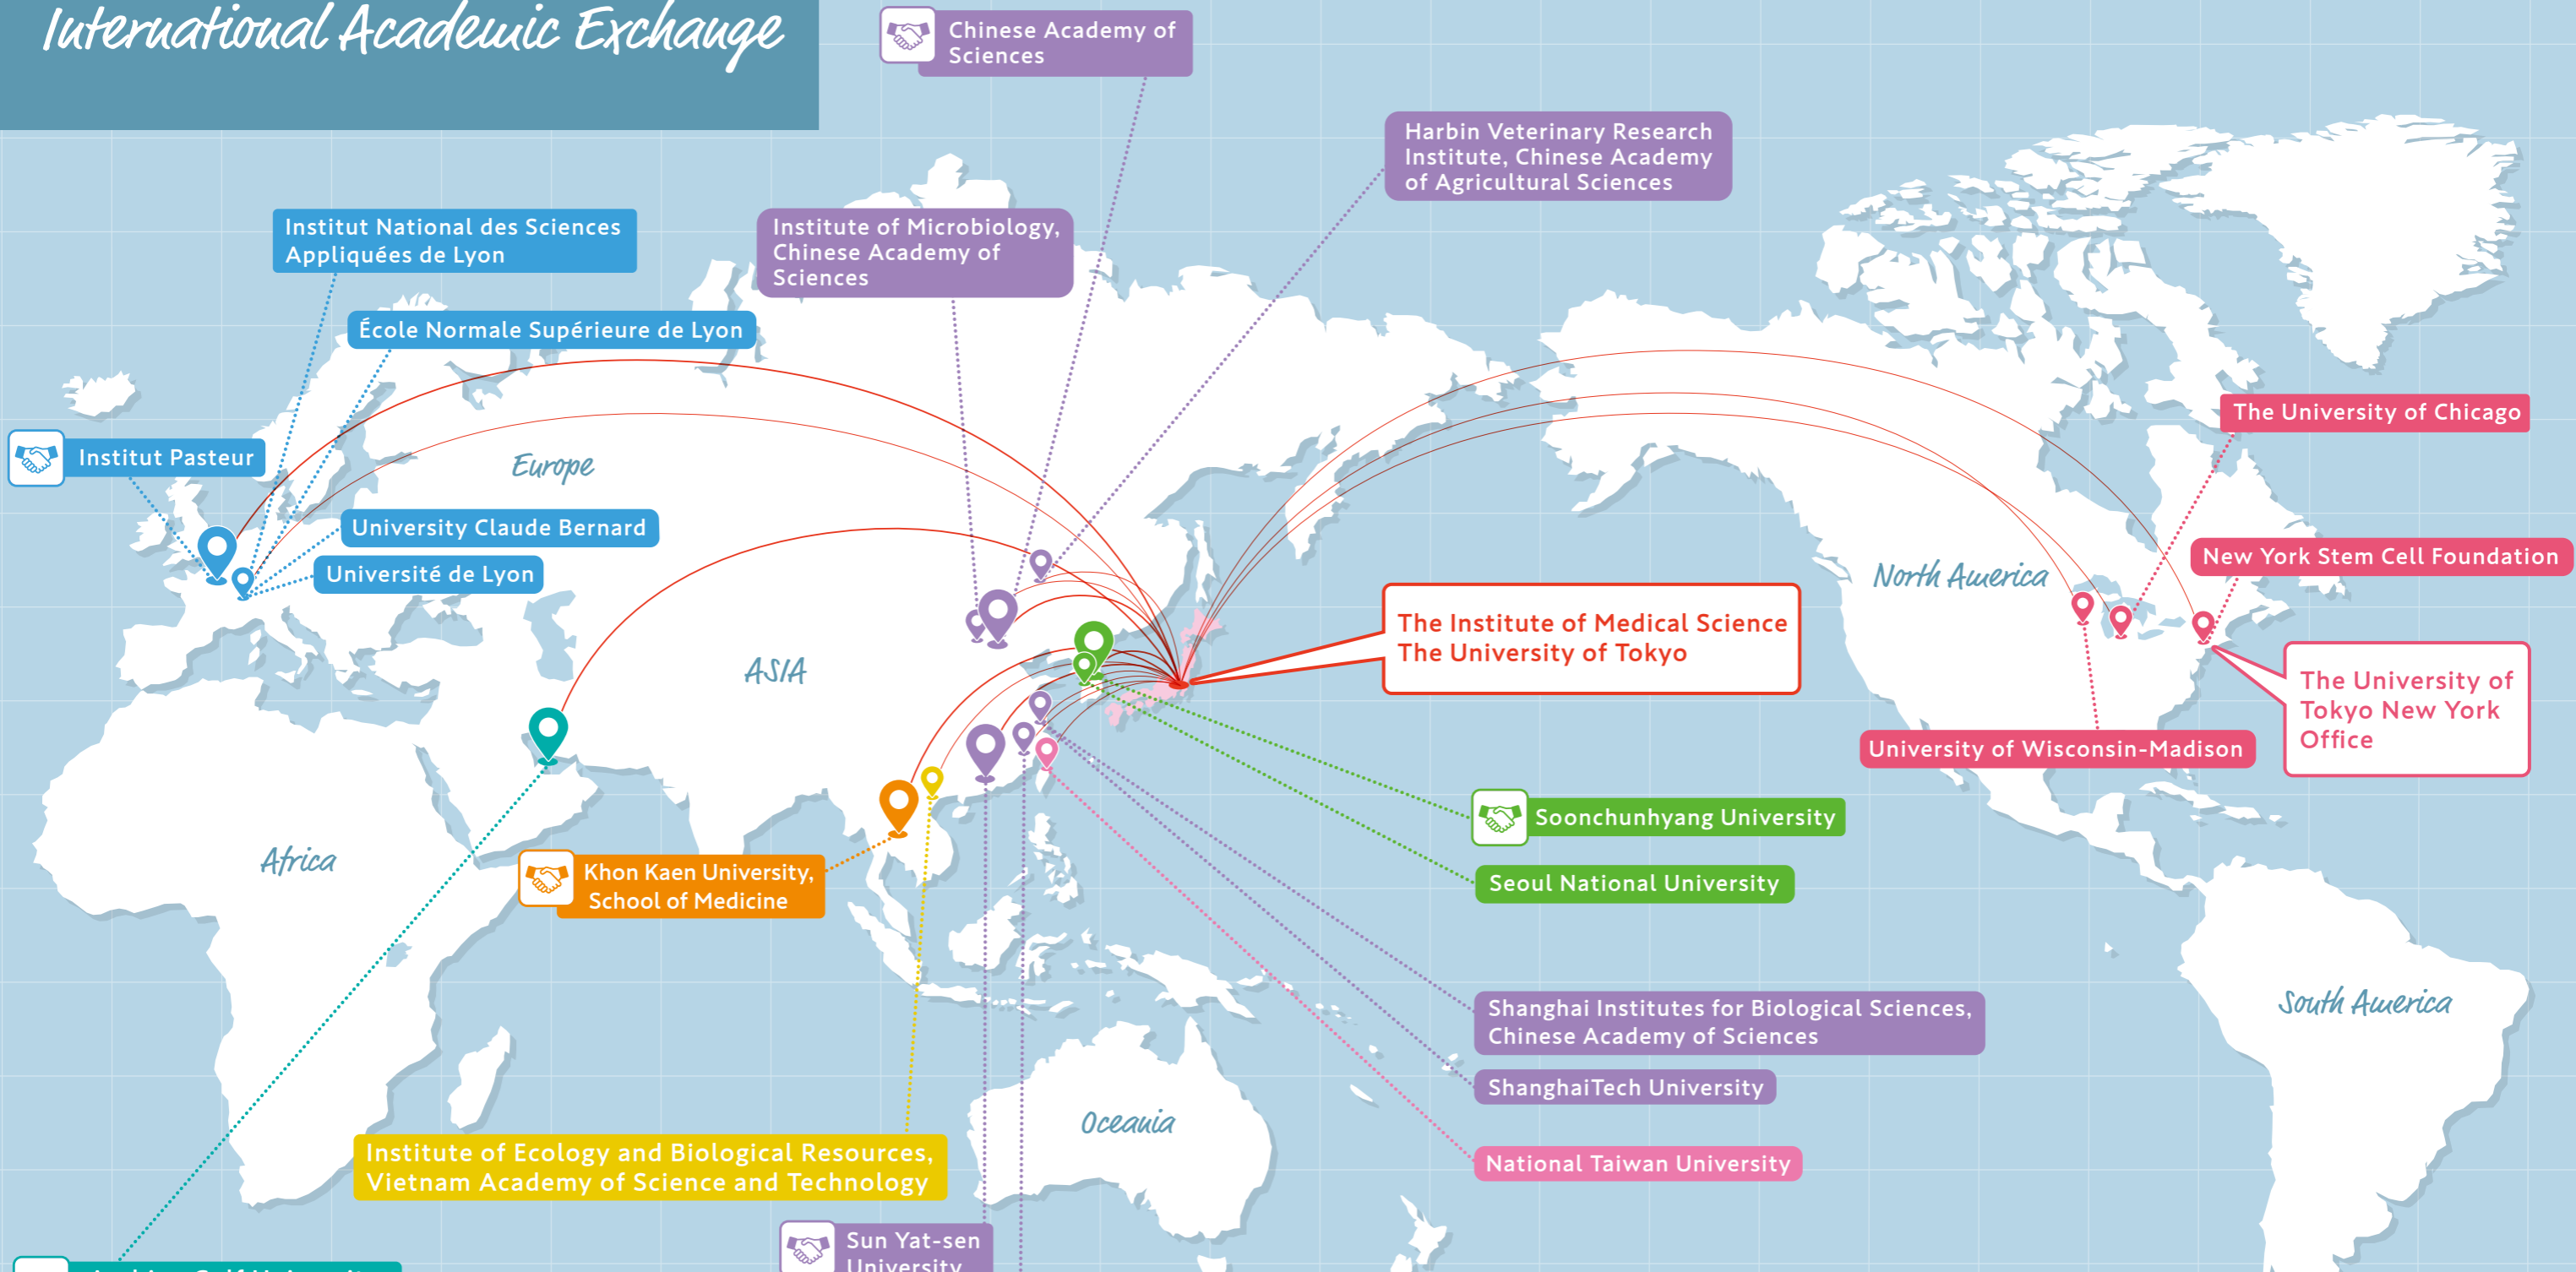 International Academic Exchange
Chinese Academy of
Sciences
Harbin Veterinary Research
Institute, Chinese Academy
of Agricultural Sciences
Institut National des Sciences
Appliquées de Lyon
Institute of Microbiology,
Chinese Academy of
Sciences
École Normale Supérieure de Lyon
The University of Chicago
Institut Pasteur
Europe
University Claude Bernard
Université de Lyon
North America
New York Stem Cell Foundation
The Institute of Medical Science
The University of Tokyo
ASIA
The University of
Tokyo New York
Office
University of Wisconsin-Madison
Soonchunhyang University
Africa
Khon Kaen University,
School of Medicine
Seoul National University
Shanghai Institutes for Biological Sciences,
Chinese Academy of Sciences
South America
ShanghaiTech University
Oceania
Institute of Ecology and Biological Resources,
Vietnam Academy of Science and Technology
National Taiwan University
Sun Yat-sen
University